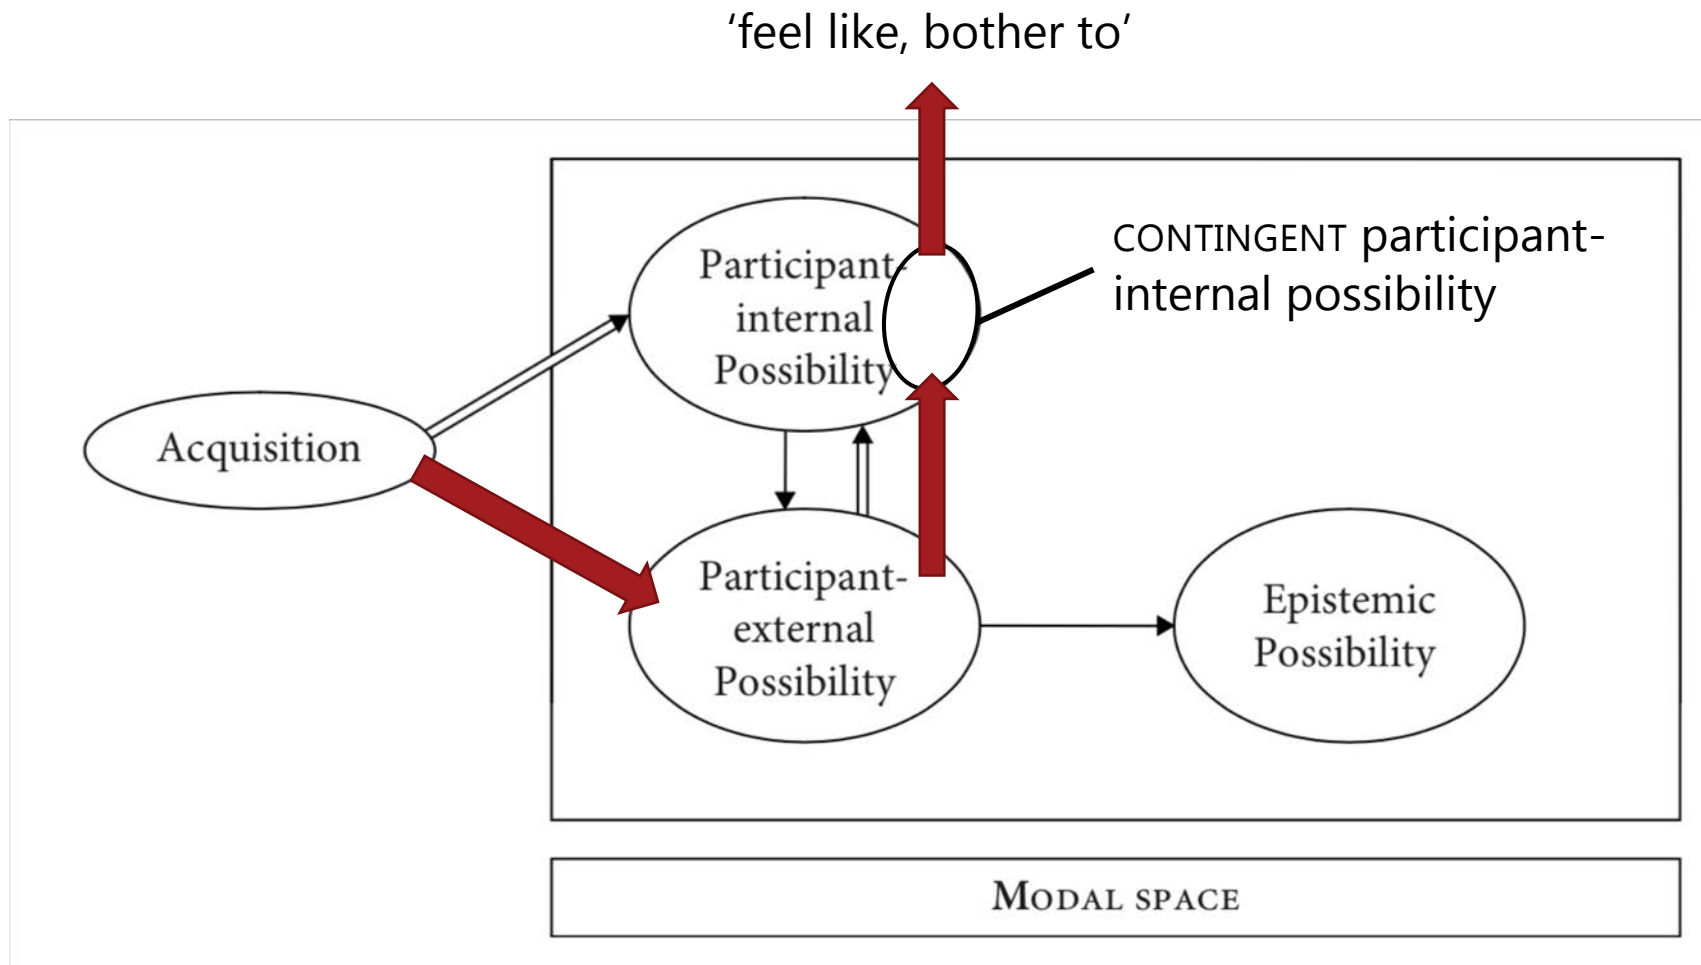 ‘feel like, bother to’
CONTINGENT participant-
internal possibility
Participant-
internal
Possibility
Acquisition
Participant-
external
Possibility
Epistemic
Possibility
MODAL SPACE